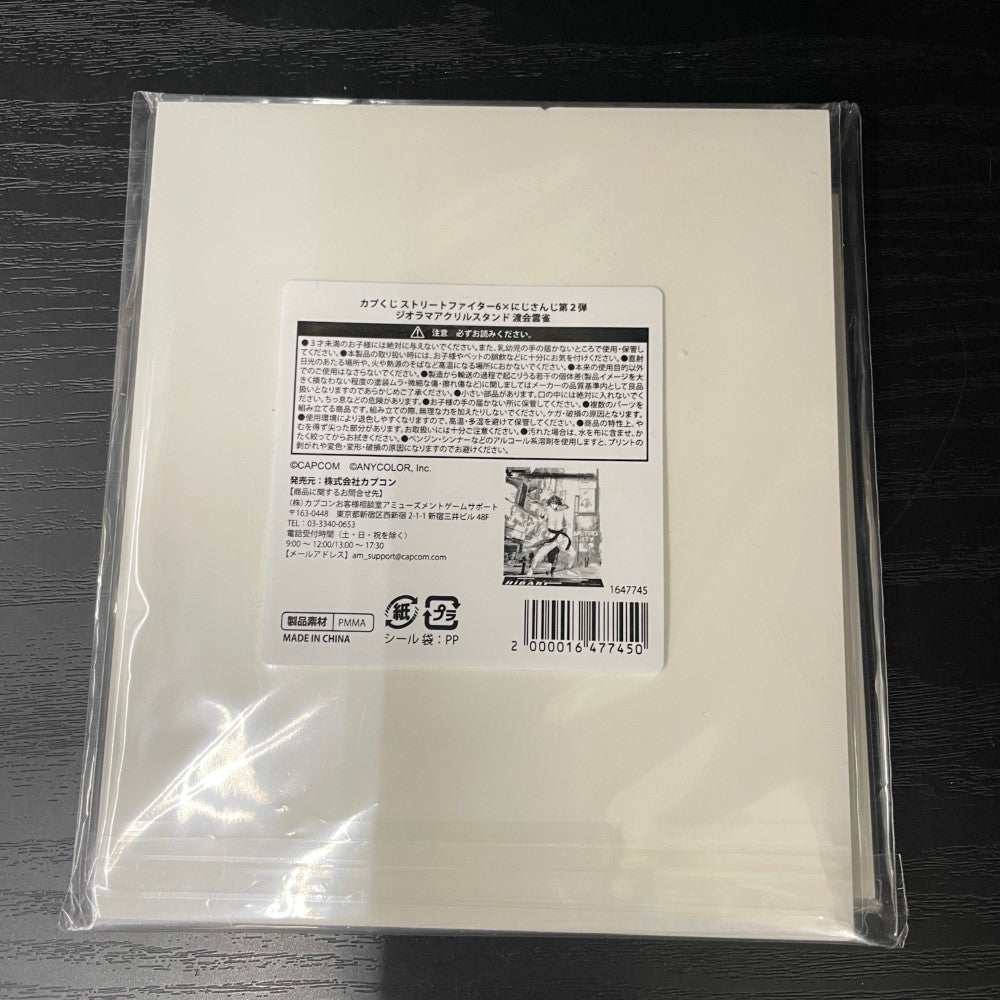 カプくじ ストリートファイター6×にじさんじ第2弾
ジオラマアクリルスタンド 渡会雲雀
注意 必ずお読みください。
●3才未満のお子様には絶対に与えないでください。また、乳幼児の手の届かないところで使用・保管し
てください。●本製品の取り扱い時には、お子様やペットの誤飲などに十分にお気を付けください。●直射
日光のあたる場所や、火や熱源のそばなど高温になる場所におかないでください。●本来の使用目的以外
でのご使用はなさらないでください。●製造から輸送の過程で起こりうる若干の個体差(製品イメージを大
きく損なわない程度の塗装ムラ・微細な傷・擦れ傷など)に関しましてはメーカーの品質基準内として良品
扱いとなりますのであらかじめご了承ください。●小さい部品があります。口の中には絶対に入れないでく
ださい。ちっ息などの危険があります。●お子様の手の届かない所に保管してください。●複数のパーツを
組み立てる商品です。組み立ての際、無理な力を加えたりしないでください。ケガ・破損の原因となります。
●使用環境により退色しやすくなりますので、高温・多湿を避けて保管してください。●商品の特性上、や
むを得ず尖った部分があります。お取扱いには十分ご注意ください。●汚れた場合は、水を布に含ませ、か
たく絞ってからお拭きください。●ベンジン・シンナーなどのアルコール系溶剤を使用しますと、プリントの
剥がれや変色・変形・破損の原因になりますのでお避けください。
©CAPCOM ©ANYCOLOR, Inc.
発売元:株式会社カプコン
【商品に関するお問合せ先】
(株)カプコンお客様相談室アミューズメントゲームサポート
〒163-0448 東京都新宿区西新宿 2-1-1 新宿三井ビル 48F
TEL:03-3340-0653
電話受付時間(土・日・祝を除く)
9:00 ~ 12:00/13:00 ~ 17:30
【メールアドレス】am_support@capcom.com
1647745
製品素材 PMMA
MADE IN CHINA
紙 プラ
シール 袋:PP
2 000016 477450